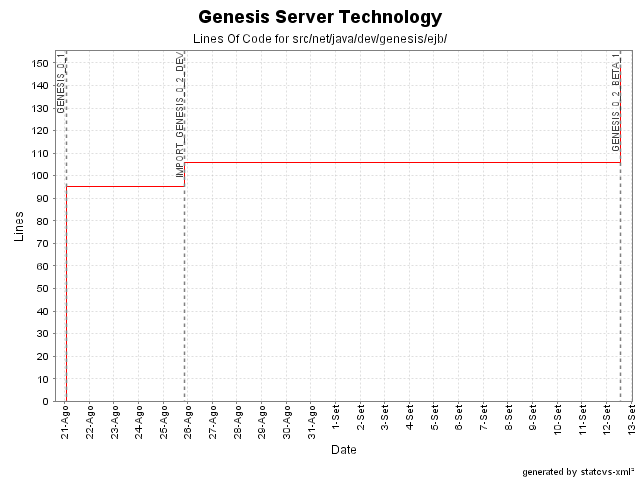 Genesis Server Technology
Lines Of Code for src/net/java/dev/genesis/ejb/
GENESIS_0_1
IMPORT_GENESIS_0_2_DEV
GENESIS_0_2_BETA_1
Lines
150
140
130
120
110
100
90
80
70
60
50
40
30
20
10
0
21-Ago
22-Ago
23-Ago
24-Ago
25-Ago
26-Ago
27-Ago
28-Ago
29-Ago
30-Ago
31-Ago
1-Set
2-Set
3-Set
4-Set
5-Set
6-Set
7-Set
8-Set
9-Set
10-Set
11-Set
12-Set
13-Set
Date
generated by statcvs-xml²